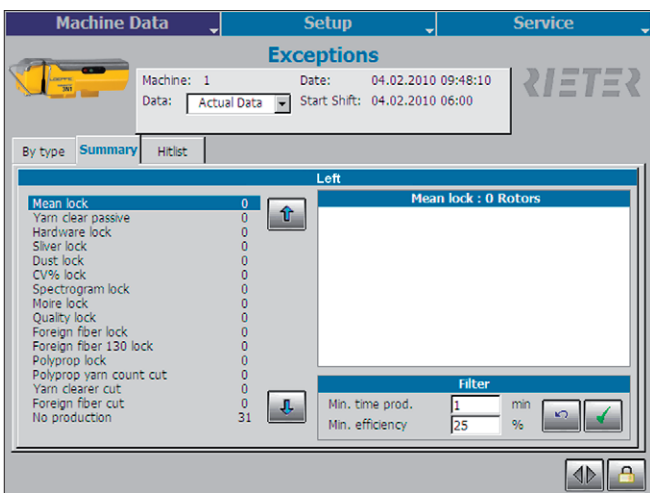 Machine Data Setup Service
Exceptions
Machine: 1 Date: 04.02.2010 09:48:10
Data: Actual Data Start Shift: 04.02.2010 06:00
RIETER
LOEPFE
By type Summary Hitlist
Left
Mean lock 0
Yarn clear passive 0
Hardware lock 0
Sliver lock 0
Dust lock 0
CV% lock 0
Spectrogram lock 0
Moire lock 0
Quality lock 0
Foreign fiber lock 0
Foreign fiber 130 lock 0
Polyprop lock 0
Polyprop yarn count cut 0
Yarn clearer cut 0
Foreign fiber cut 0
No production 31
Mean lock : 0 Rotors
Filter
Min. time prod. 1 min
Min. efficiency 25 %